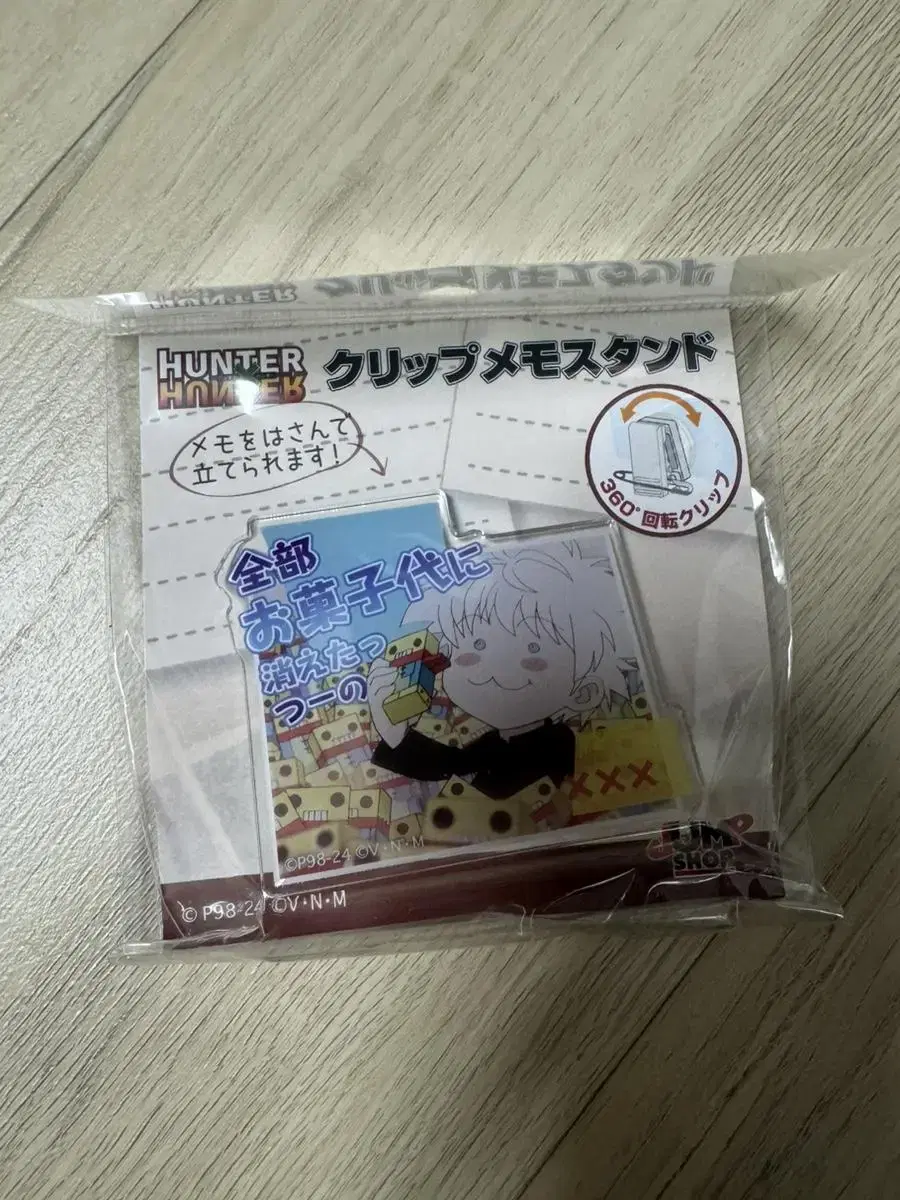 HUNTER
HUNTER
クリップメモスタンド
メモをはさんで
立てられます!
360°回転クリップ
全部
お菓子代に
消えたっ
つーの
×××
©P98-24 ©V・N・M
JUMP
SHOP
© P98-24 ©V・N・M